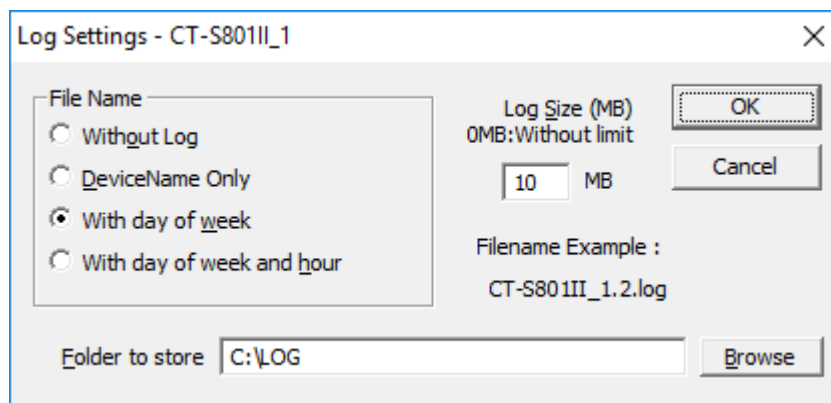 Log Settings - CT-S801II_1
File Name
Without Log
DeviceName Only
With day of week
With day of week and hour
Log Size (MB)
0MB:Without limit
10 MB
Filename Example :
CT-S801II_1.2.log
OK
Cancel
Folder to store C:\LOG Browse